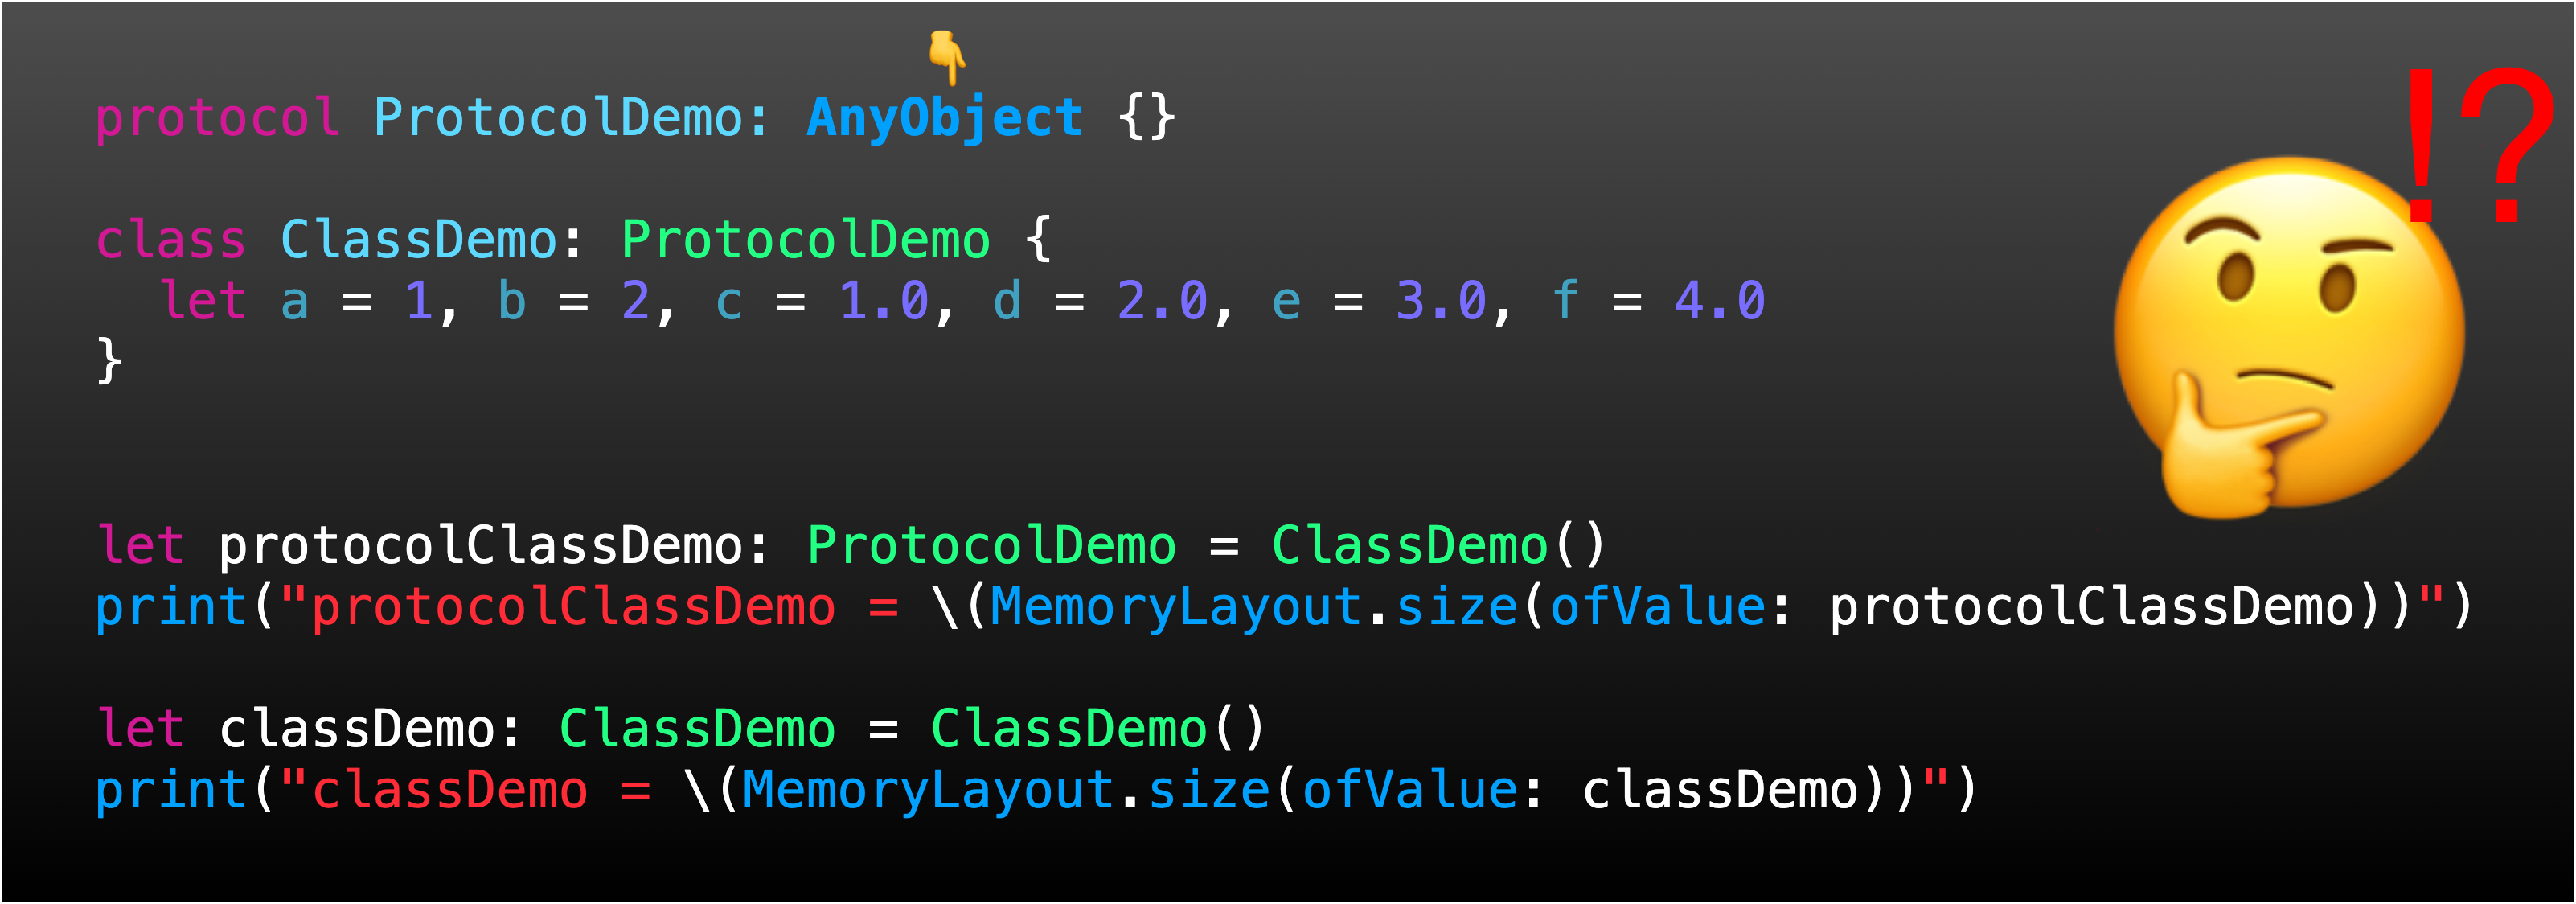 protocol ProtocolDemo: AnyObject {}
class ClassDemo: ProtocolDemo {
let a = 1, b = 2, c = 1.0, d = 2.0, e = 3.0, f = 4.0
}
let protocolClassDemo: ProtocolDemo = ClassDemo()
print("protocolClassDemo = \(MemoryLayout.size(ofValue: protocolClassDemo))")
let classDemo: ClassDemo = ClassDemo()
print("classDemo = \(MemoryLayout.size(ofValue: classDemo))")
!?